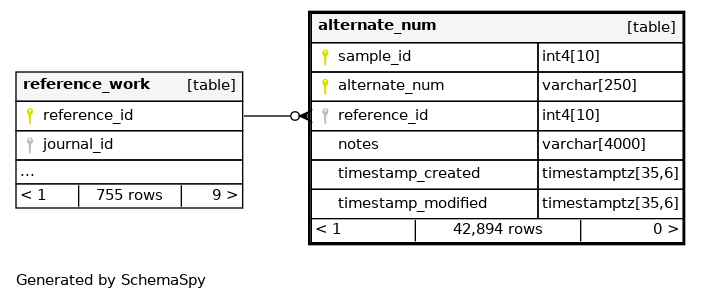 reference_work [table]
reference_id
journal_id
...
< 1 755 rows 9 >
alternate_num [table]
sample_id int4[10]
alternate_num varchar[250]
reference_id int4[10]
notes varchar[4000]
timestamp_created timestamptz[35,6]
timestamp_modified timestamptz[35,6]
< 1 42,894 rows 0 >
Generated by SchemaSpy